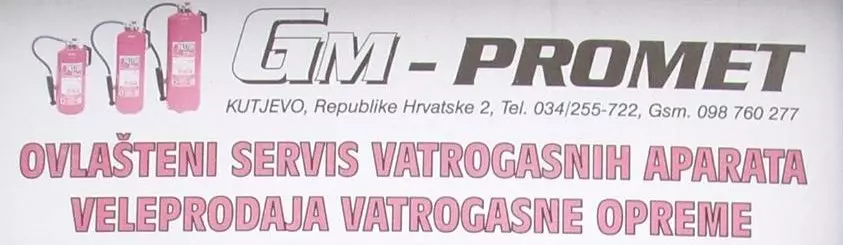 GM - PROMET
KUTJEVO, Republike Hrvatske 2, Tel. 034/255-722, Gsm. 098 760 277
OVLAŠTENI SERVIS VATROGASNIH APARATA
VELEPRODAJA VATROGASNE OPREME